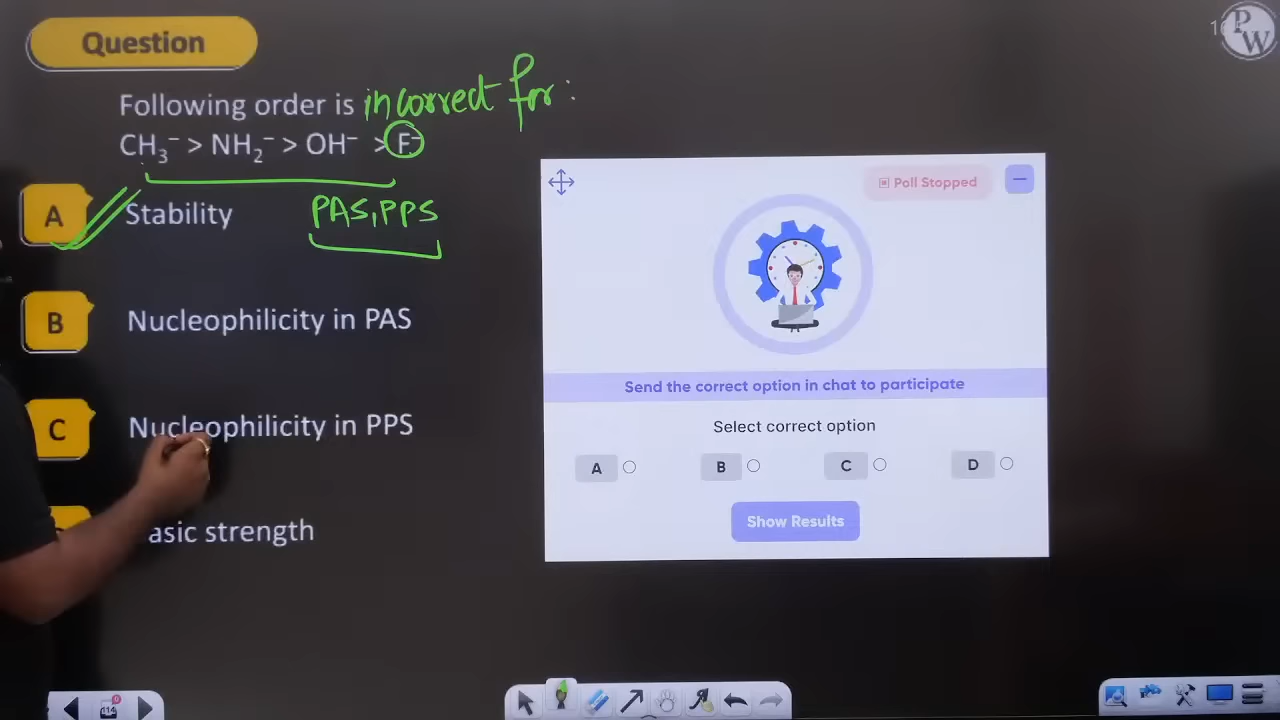 Question
Following order is incorrect for :
CH₃⁻ > NH₂⁻ > OH⁻ > F⁻
A Stability PAS, PPS
B Nucleophilicity in PAS
C Nucleophilicity in PPS
asic strength
PW
Poll Stopped
Send the correct option in chat to participate
Select correct option
A B C D
Show Results
114